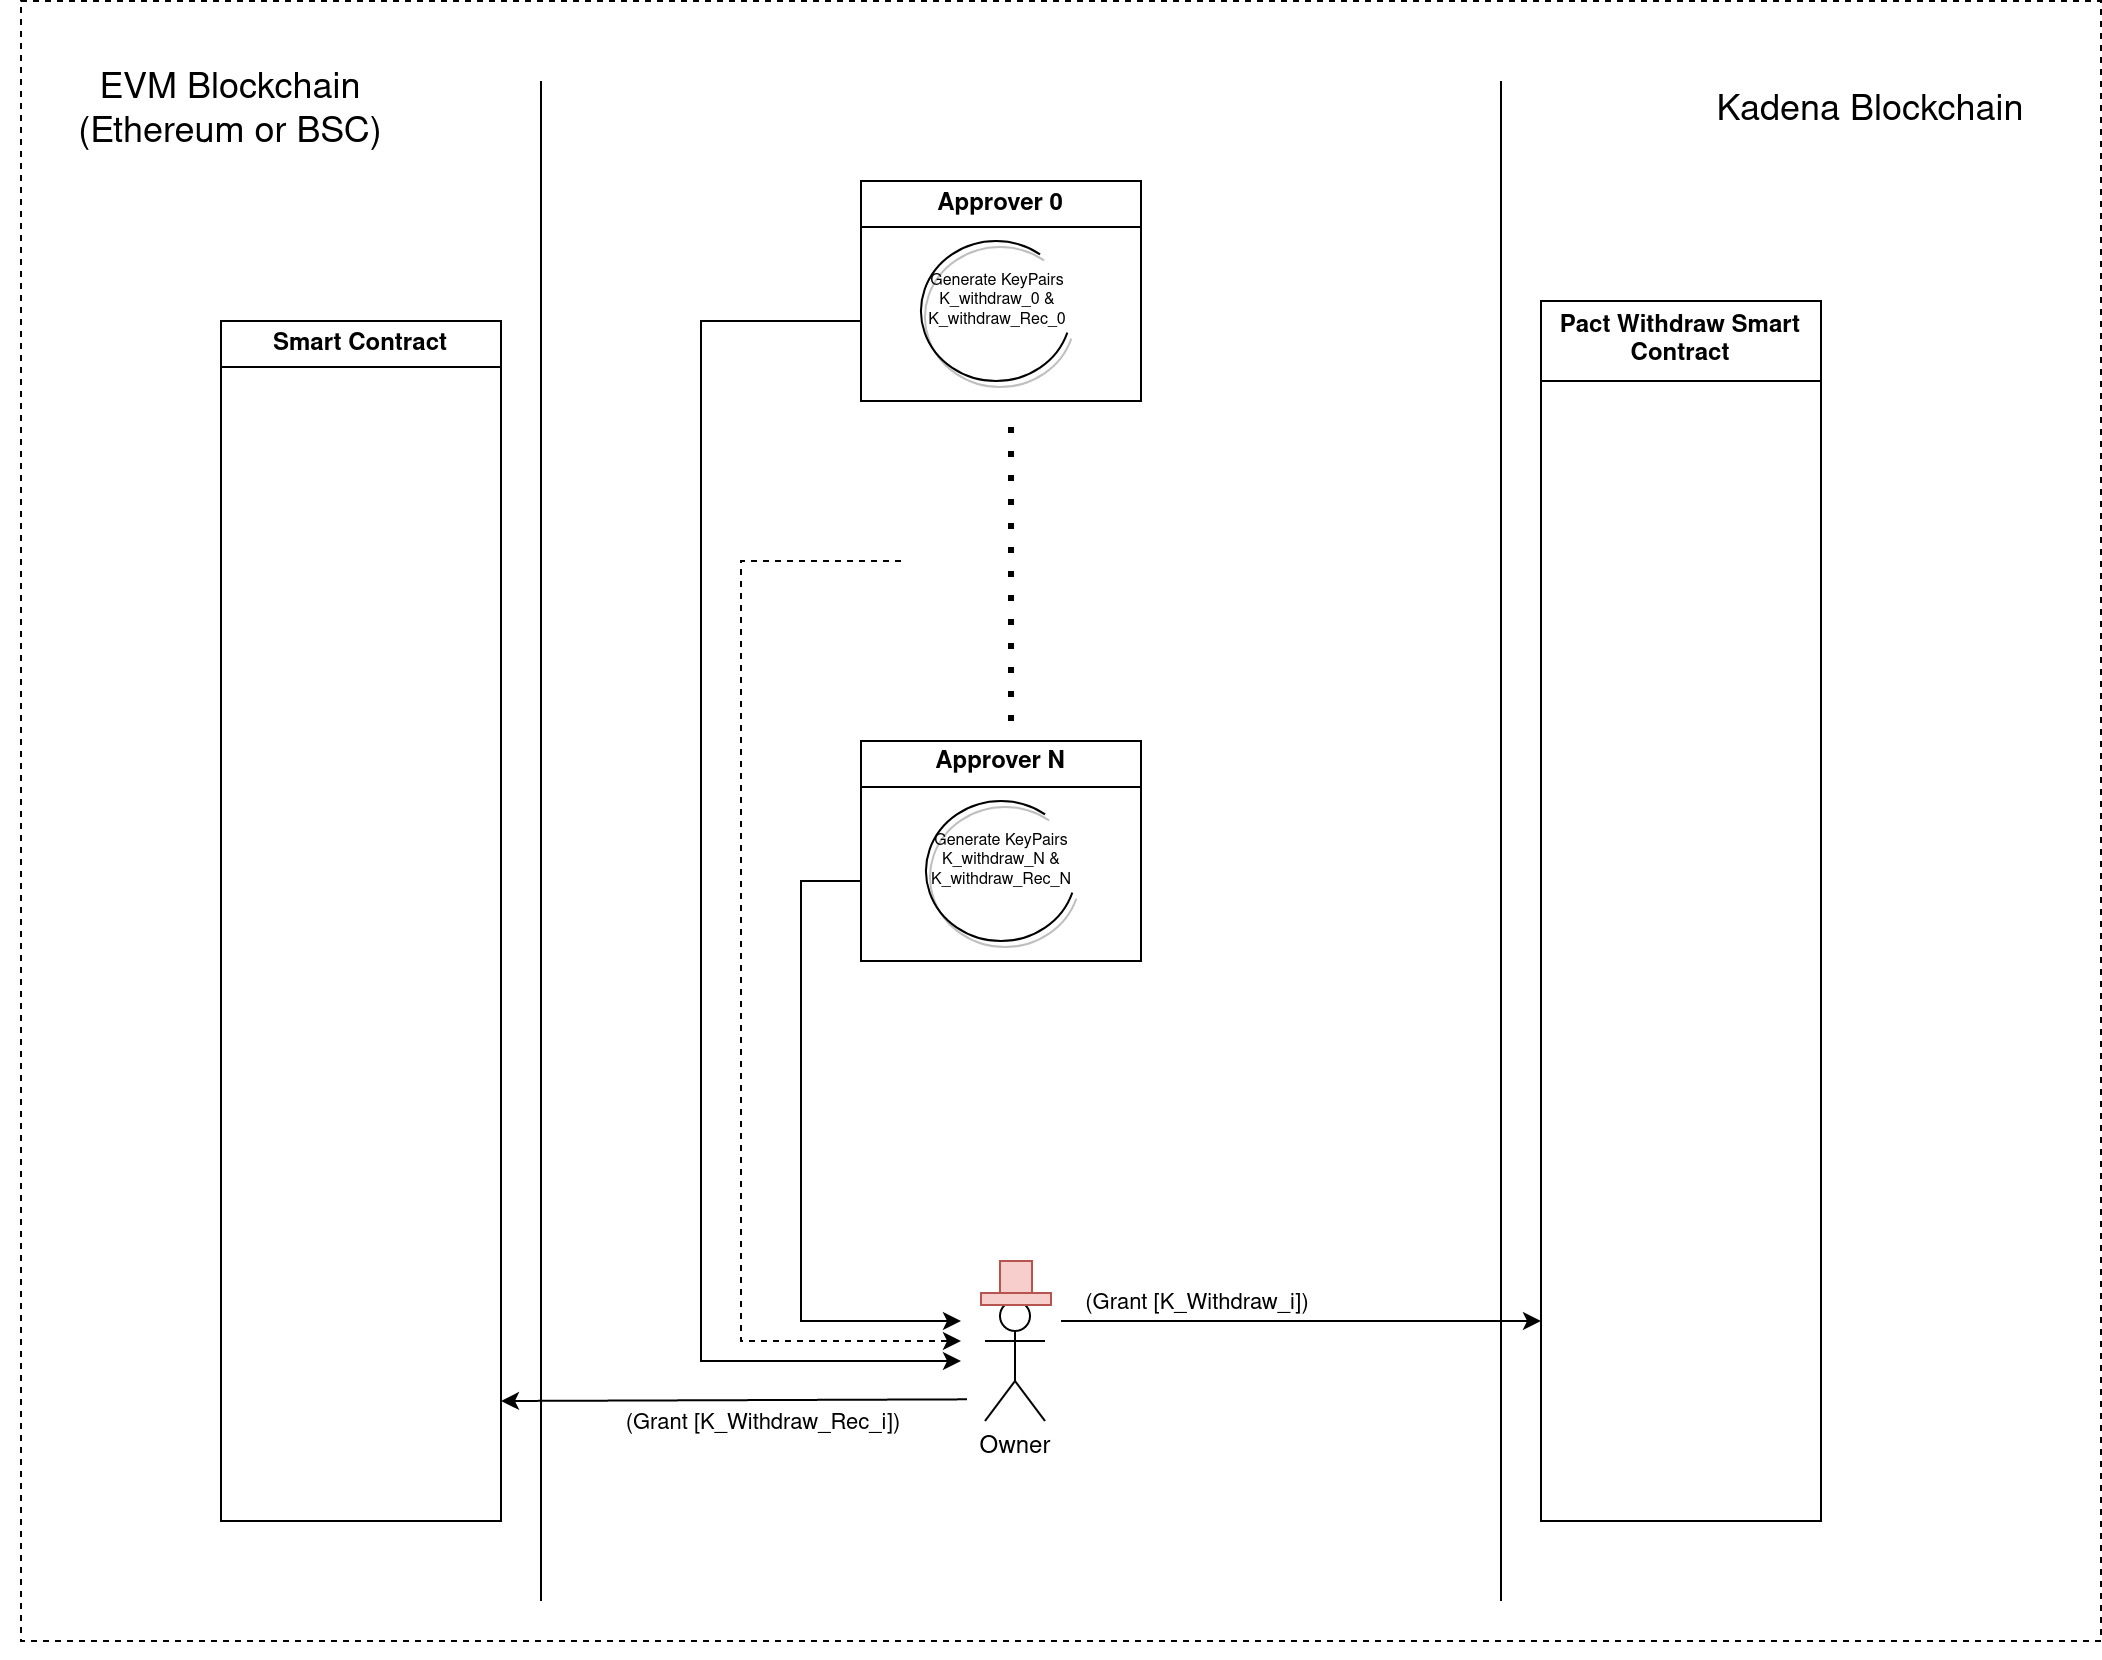 EVM Blockchain
(Ethereum or BSC)
Kadena Blockchain
Approver 0
Generate KeyPairs
K_withdraw_0 &
K_withdraw_Rec_0
Smart Contract
Pact Withdraw Smart
Contract
Approver N
Generate KeyPairs
K_withdraw_N &
K_withdraw_Rec_N
(Grant [K_Withdraw_i])
(Grant [K_Withdraw_Rec_i])
Owner